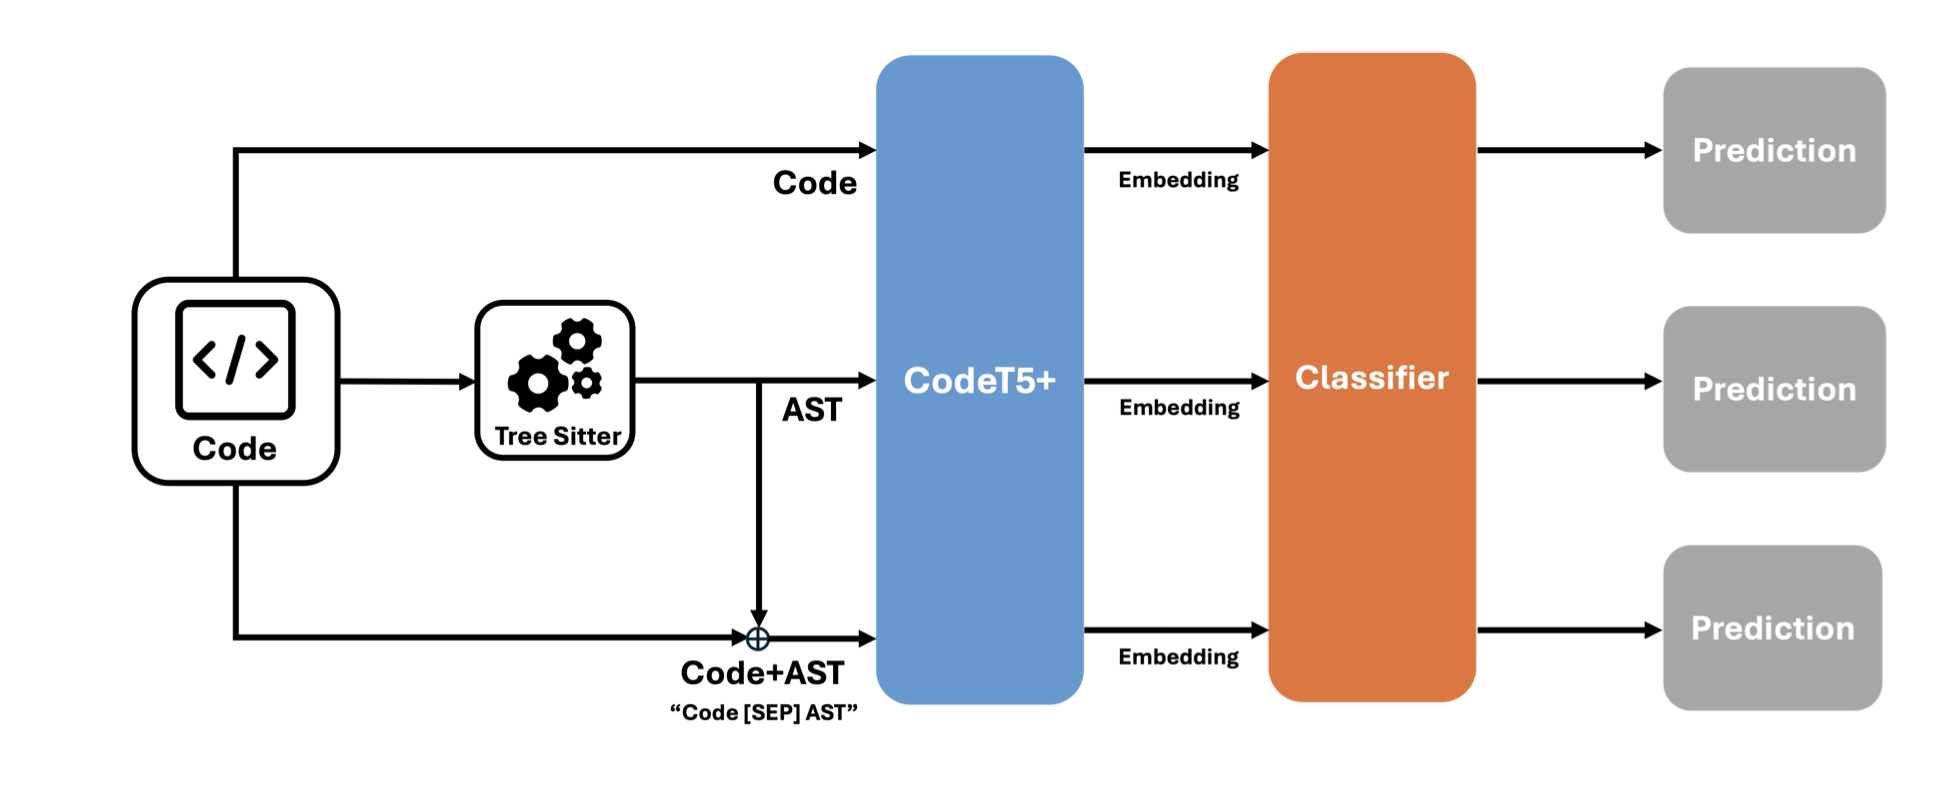 Code
Embedding
Prediction
</>
Code
Tree Sitter
AST
CodeT5+
Embedding
Classifier
Prediction
Code+AST
“Code [SEP] AST”
Embedding
Prediction